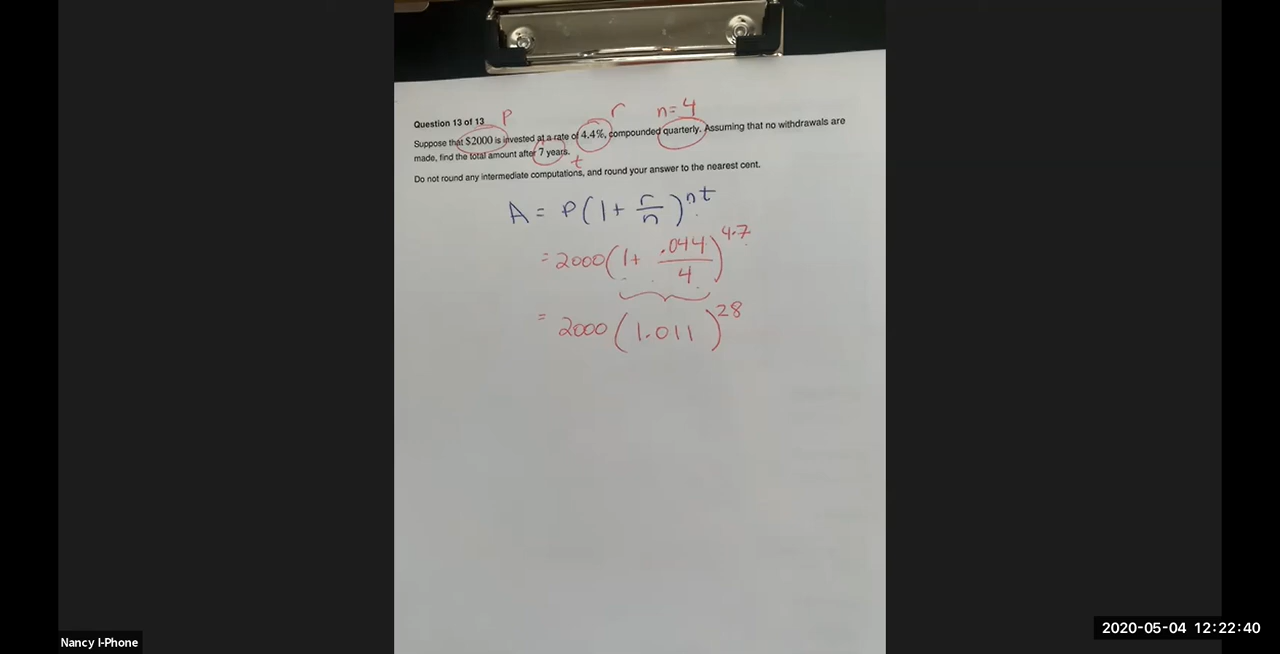 P r n=4
Question 13 of 13
Suppose that $2000 is invested at a rate of 4.4%, compounded quarterly. Assuming that no withdrawals are
made, find the total amount after 7 years.
t
Do not round any intermediate computations, and round your answer to the nearest cent.
A = P(1+ r/n)^nt
= 2000(1+ .044/4)^4·7
= 2000(1.011)^28
Nancy I-Phone
2020-05-04 12:22:40